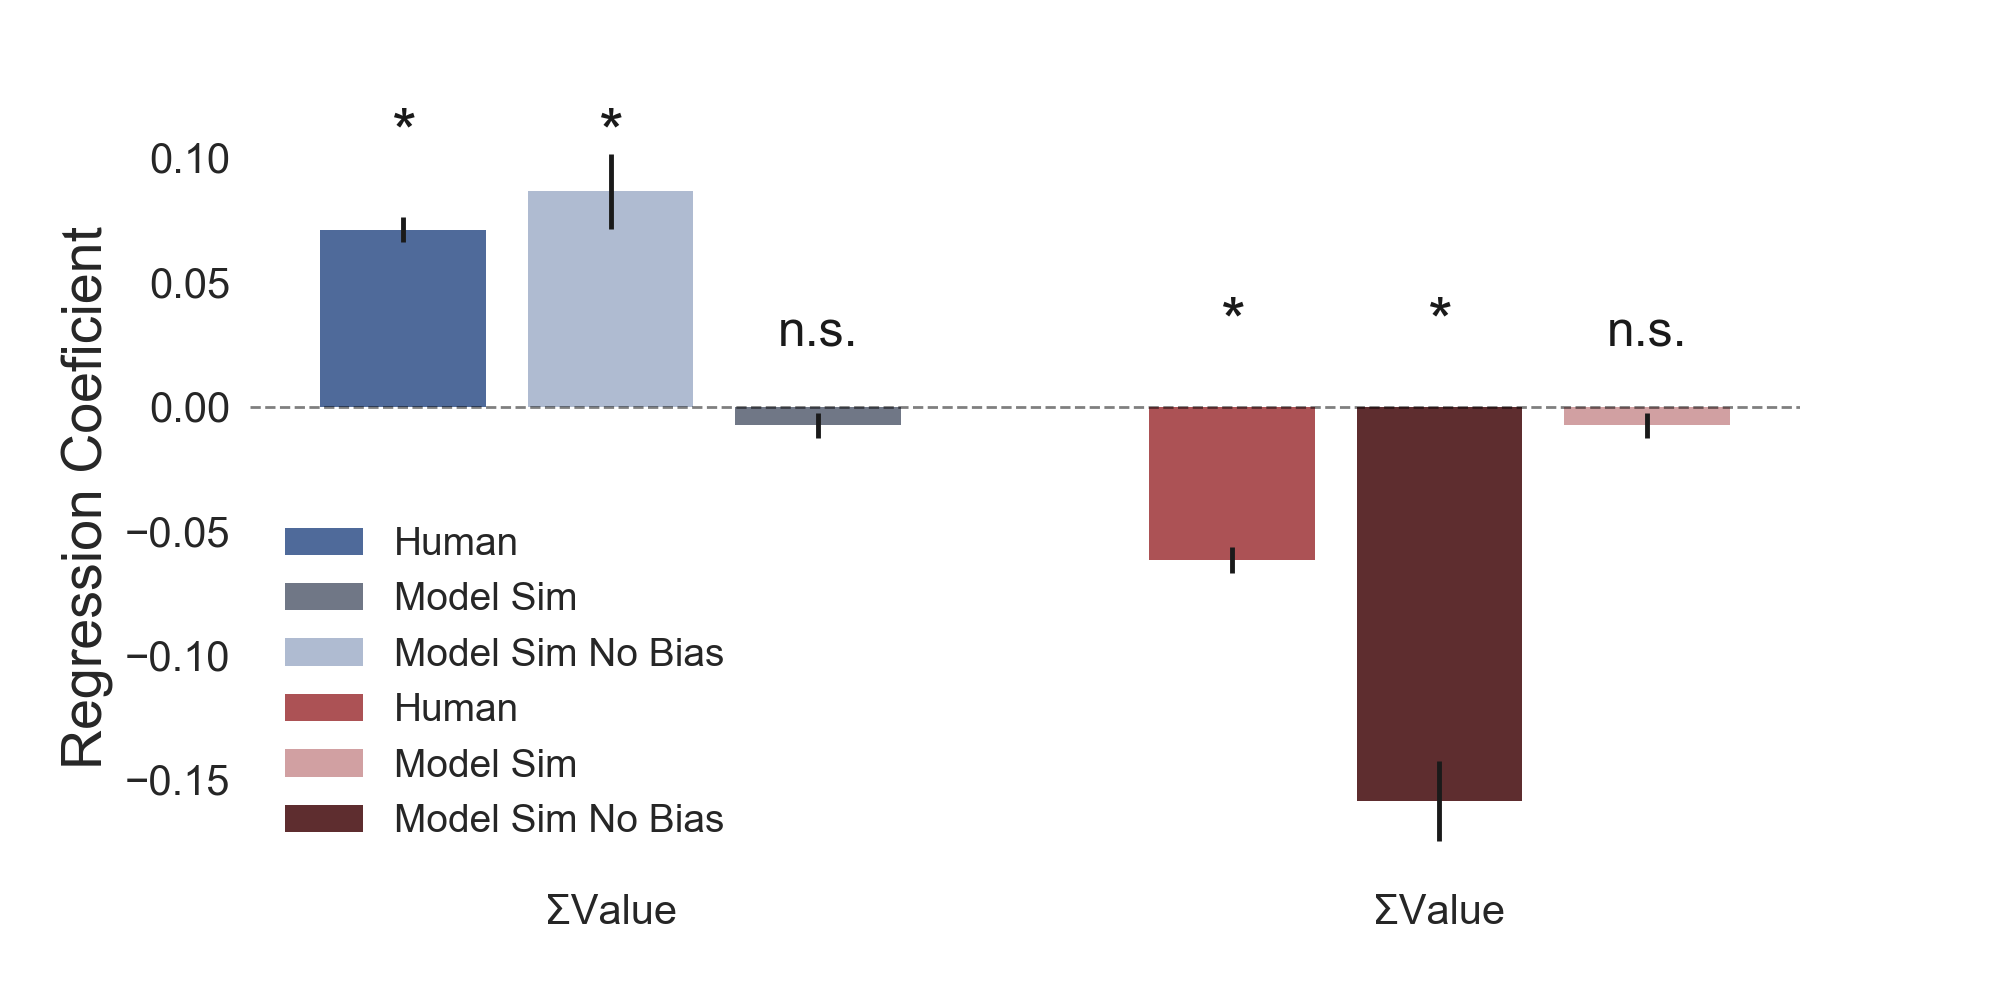 *
*
0.10
0.05
n.s.
*
*
n.s.
0.00
−0.05
−0.10
−0.15
Regression Coefficient
Human
Model Sim
Model Sim No Bias
Human
Model Sim
Model Sim No Bias
ΣValue
ΣValue